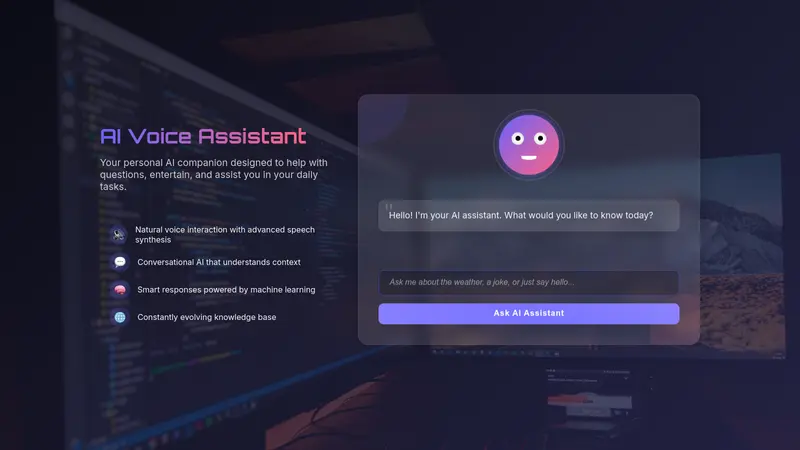 AI Voice Assistant
Your personal AI companion designed to help with
questions, entertain, and assist you in your daily
tasks.
Natural voice interaction with advanced speech
synthesis
Conversational AI that understands context
Smart responses powered by machine learning
Constantly evolving knowledge base
"
Hello! I'm your AI assistant. What would you like to know today?
Ask me about the weather, a joke, or just say hello...
Ask AI Assistant